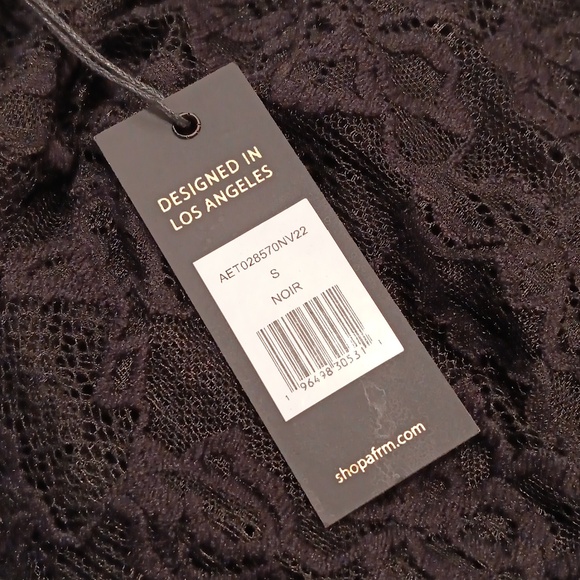 DESIGNED IN
LOS ANGELES
AET028570NV22
S
NOIR
1 96498 30531 1
shopafrm.com